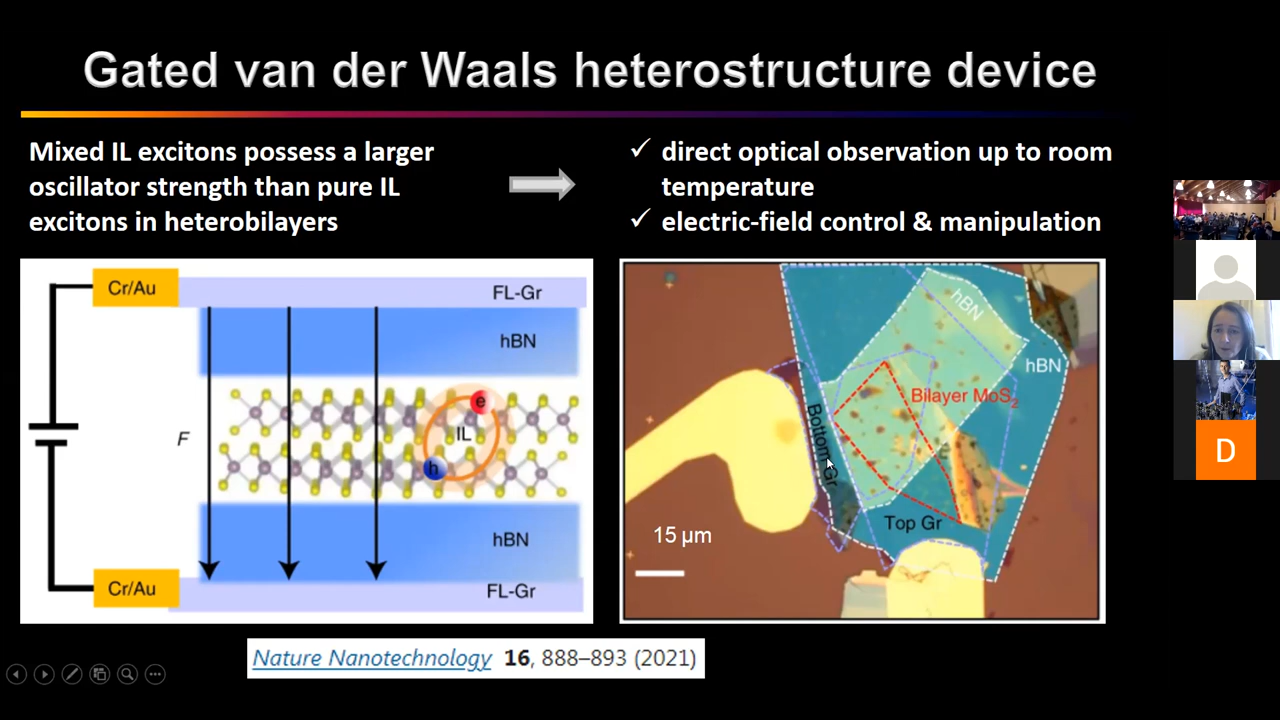 Gated van der Waals heterostructure device
Mixed IL excitons possess a larger
oscillator strength than pure IL
excitons in heterobilayers
✓ direct optical observation up to room
temperature
✓ electric-field control & manipulation
Cr/Au
FL-Gr
hBN
e
IL
F
h
hBN
Cr/Au
FL-Gr
hBN
hBN
Bilayer MoS₂
Bottom Gr
Top Gr
15 µm
D
Nature Nanotechnology 16, 888–893 (2021)